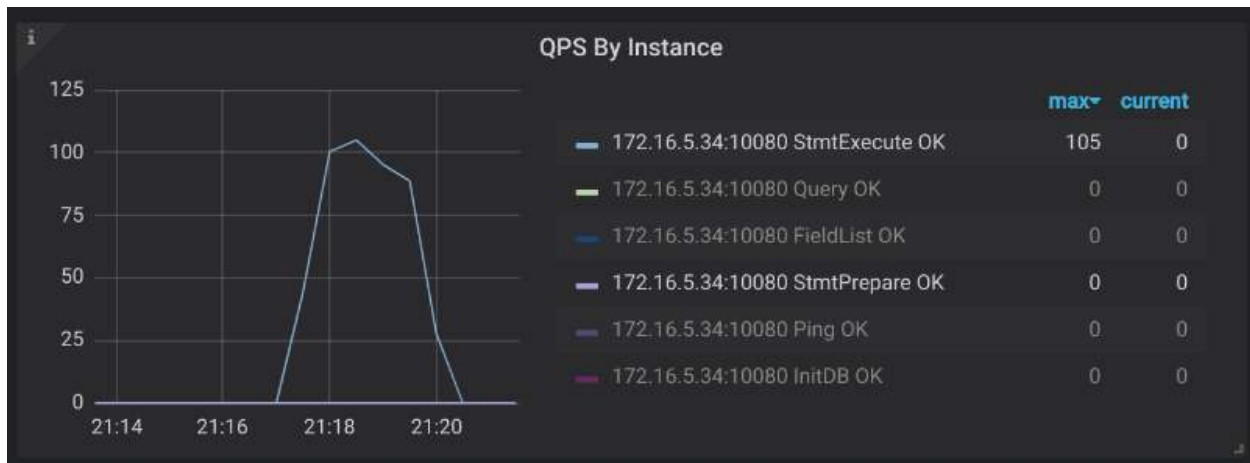 i
QPS By Instance
125
100
75
50
25
0
21:14 21:16 21:18 21:20
max current
172.16.5.34:10080 StmtExecute OK 105 0
172.16.5.34:10080 Query OK 0 0
172.16.5.34:10080 FieldList OK 0 0
172.16.5.34:10080 StmtPrepare OK 0 0
172.16.5.34:10080 Ping OK 0 0
172.16.5.34:10080 InitDB OK 0 0